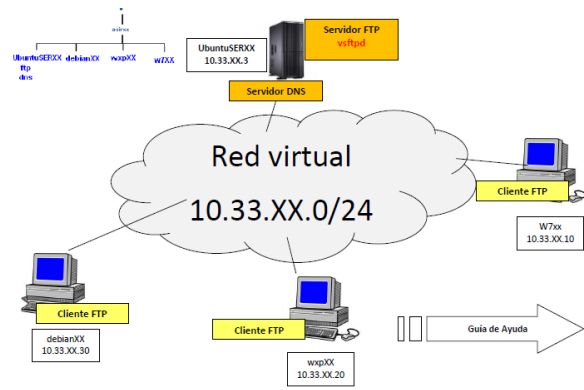 UbuntuSERXX
ftp
dns
debianXX
wxpXX
W7XX
UbuntuSERXX
10.33.XX.3
Servidor FTP
vsftpd
Servidor DNS
Red virtual
10.33.XX.0/24
Cliente FTP
W7xx
10.33.XX.10
Cliente FTP
debianXX
10.33.XX.30
Cliente FTP
wxpXX
10.33.XX.20
Guía de Ayuda